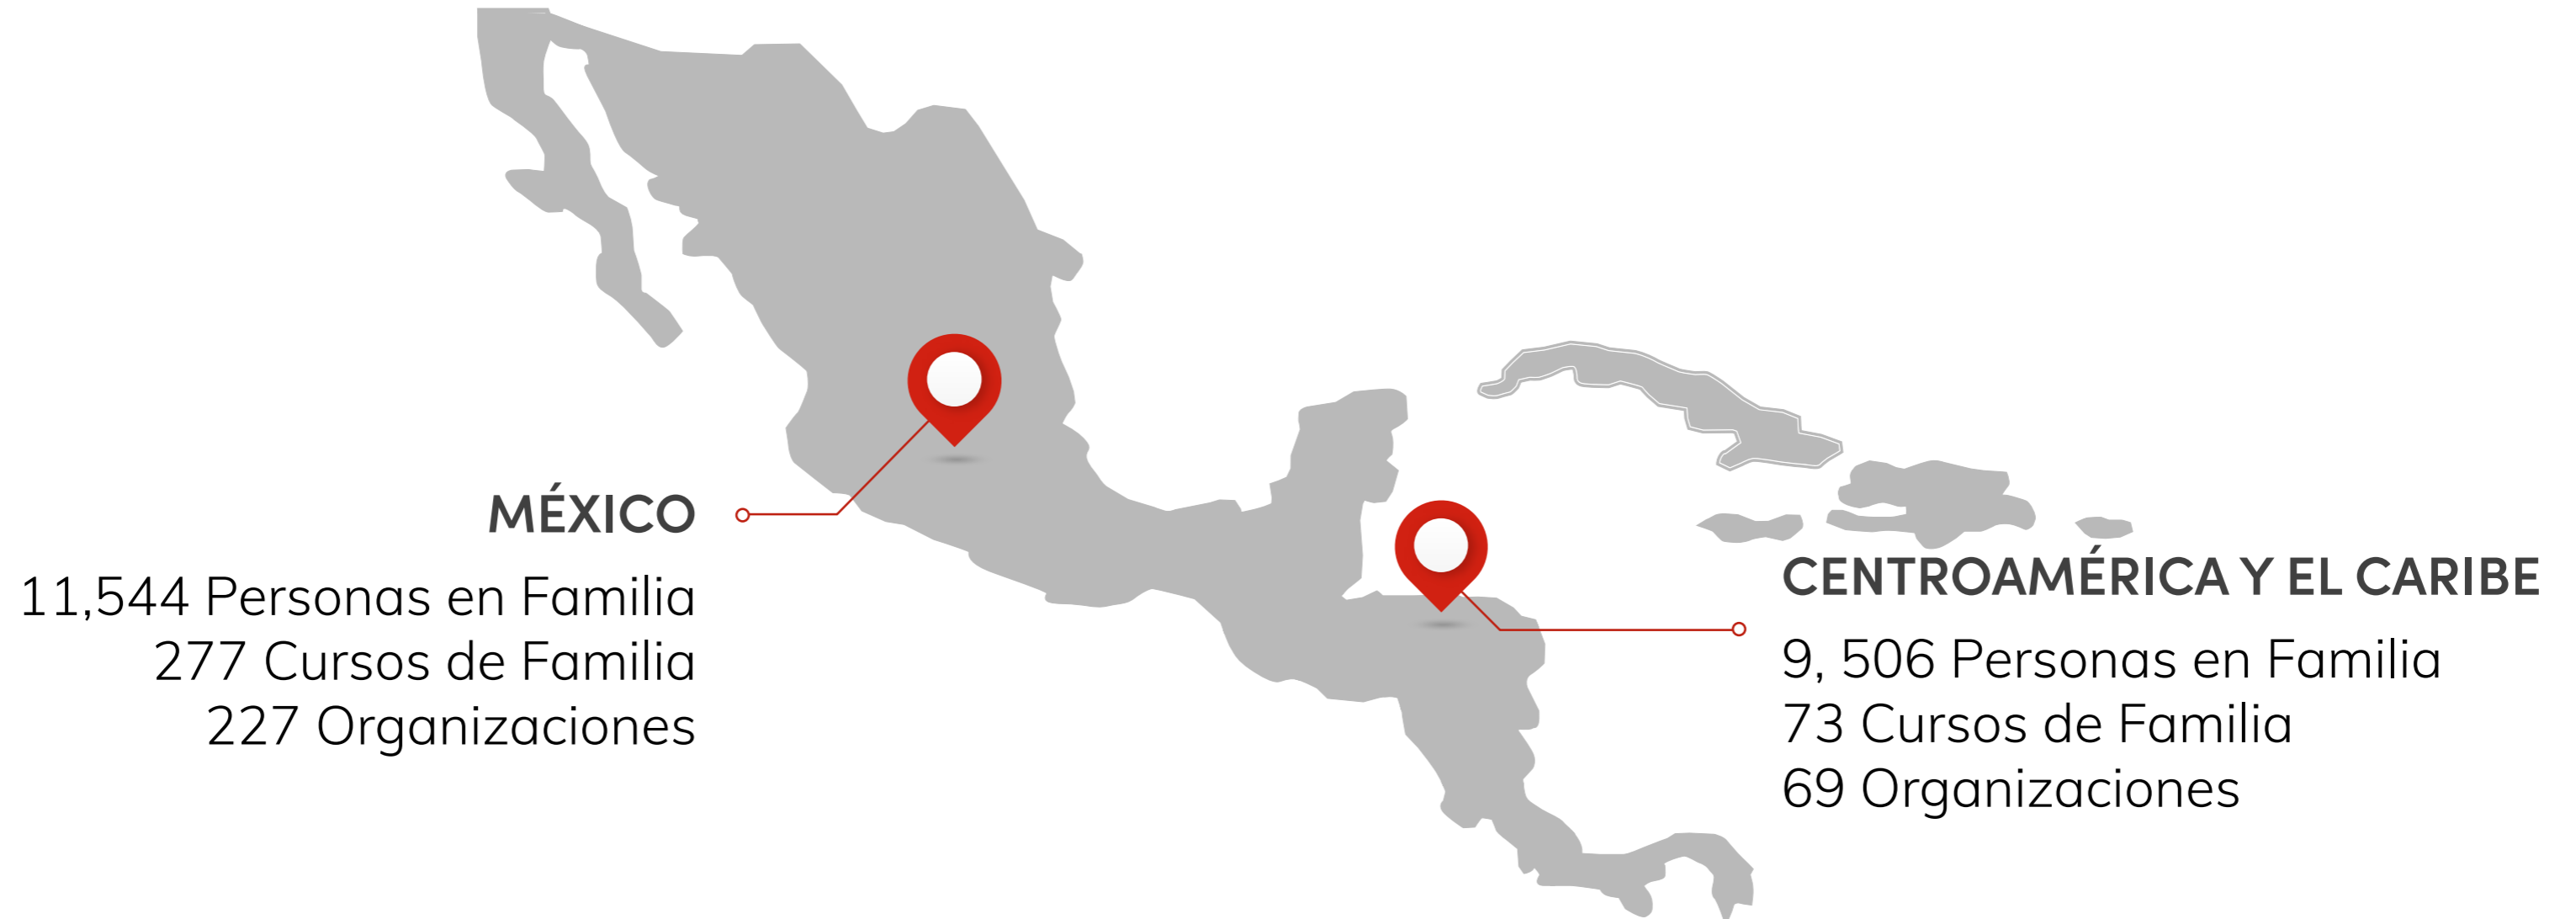 MÉXICO
11,544 Personas en Familia
277 Cursos de Familia
227 Organizaciones
CENTROAMÉRICA Y EL CARIBE
9, 506 Personas en Familia
73 Cursos de Familia
69 Organizaciones